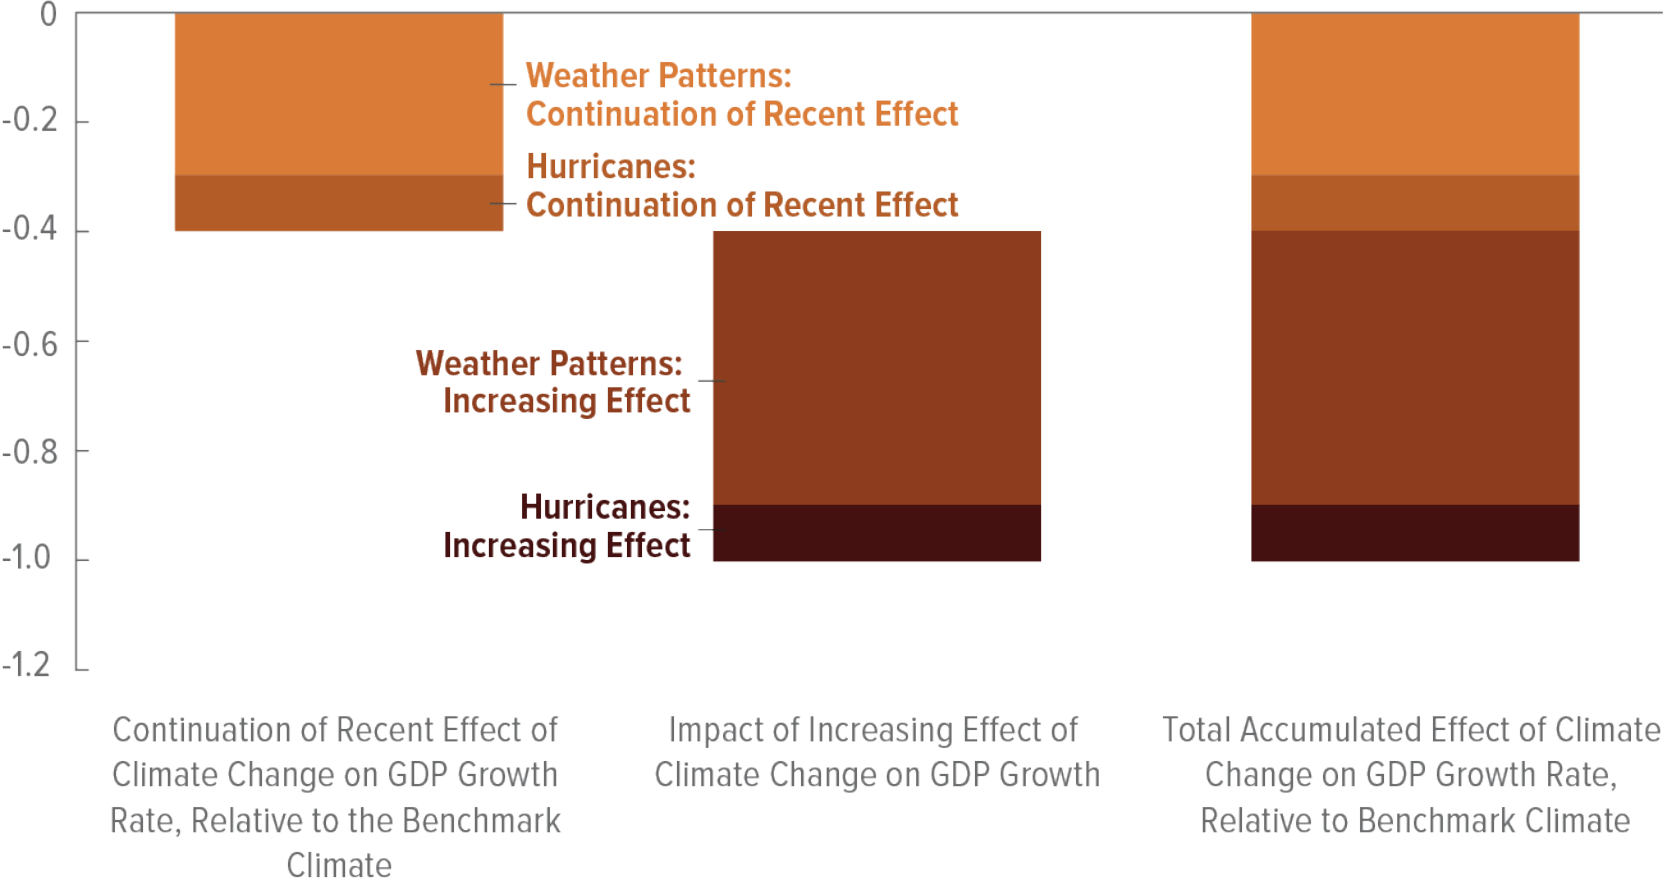 0
-0.2
-0.4
-0.6
-0.8
-1.0
-1.2
Weather Patterns:
Continuation of Recent Effect
Hurricanes:
Continuation of Recent Effect
Weather Patterns:
Increasing Effect
Hurricanes:
Increasing Effect
Continuation of Recent Effect of
Climate Change on GDP Growth
Rate, Relative to the Benchmark
Climate
Impact of Increasing Effect of
Climate Change on GDP Growth
Total Accumulated Effect of Climate
Change on GDP Growth Rate,
Relative to Benchmark Climate